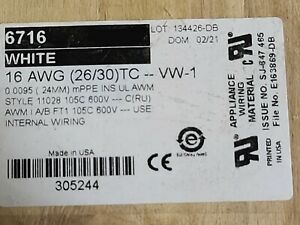 6716
WHITE
LOT: 134426-DB
DOM 02/21
16 AWG (26/30)TC -- VW-1
0.0095 (.24MM) mPPE INS UL AWM
STYLE 11028 105C 600V --- C(RU)
AWM I A/B FT1 105C 600V --- USE
INTERNAL WIRING
Made in USA
305244
APPLIANCE
WIRING
MATERIAL
PRINTED
IN USA
ISSUE NO. SJ-847 465
File No. E163869-DB